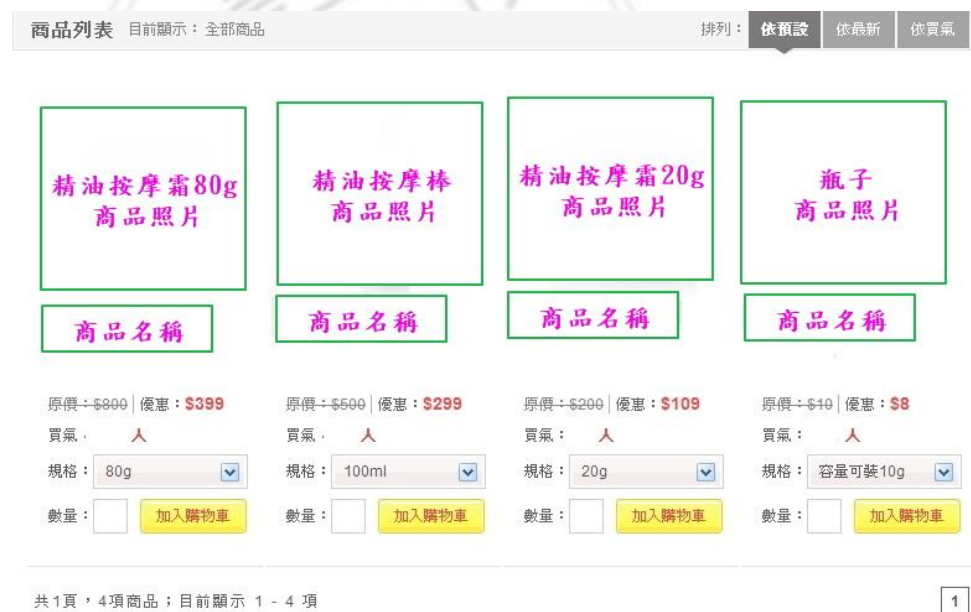 商品列表 目前顯示：全部商品 排列： 依預設 依最新 依買氣
精油按摩霜80g
商品照片
精油按摩棒
商品照片
精油按摩霜20g
商品照片
瓶子
商品照片
商品名稱
商品名稱
商品名稱
商品名稱
原價：$800 優惠：$399
買氣： 人
規格： 80g
數量： 加入購物車
原價：$500 優惠：$299
買氣： 人
規格： 100ml
數量： 加入購物車
原價：$200 優惠：$109
買氣： 人
規格： 20g
數量： 加入購物車
原價：$10 優惠：$8
買氣： 人
規格： 容量可裝10g
數量： 加入購物車
共1頁，4項商品；目前顯示 1 - 4 項 1